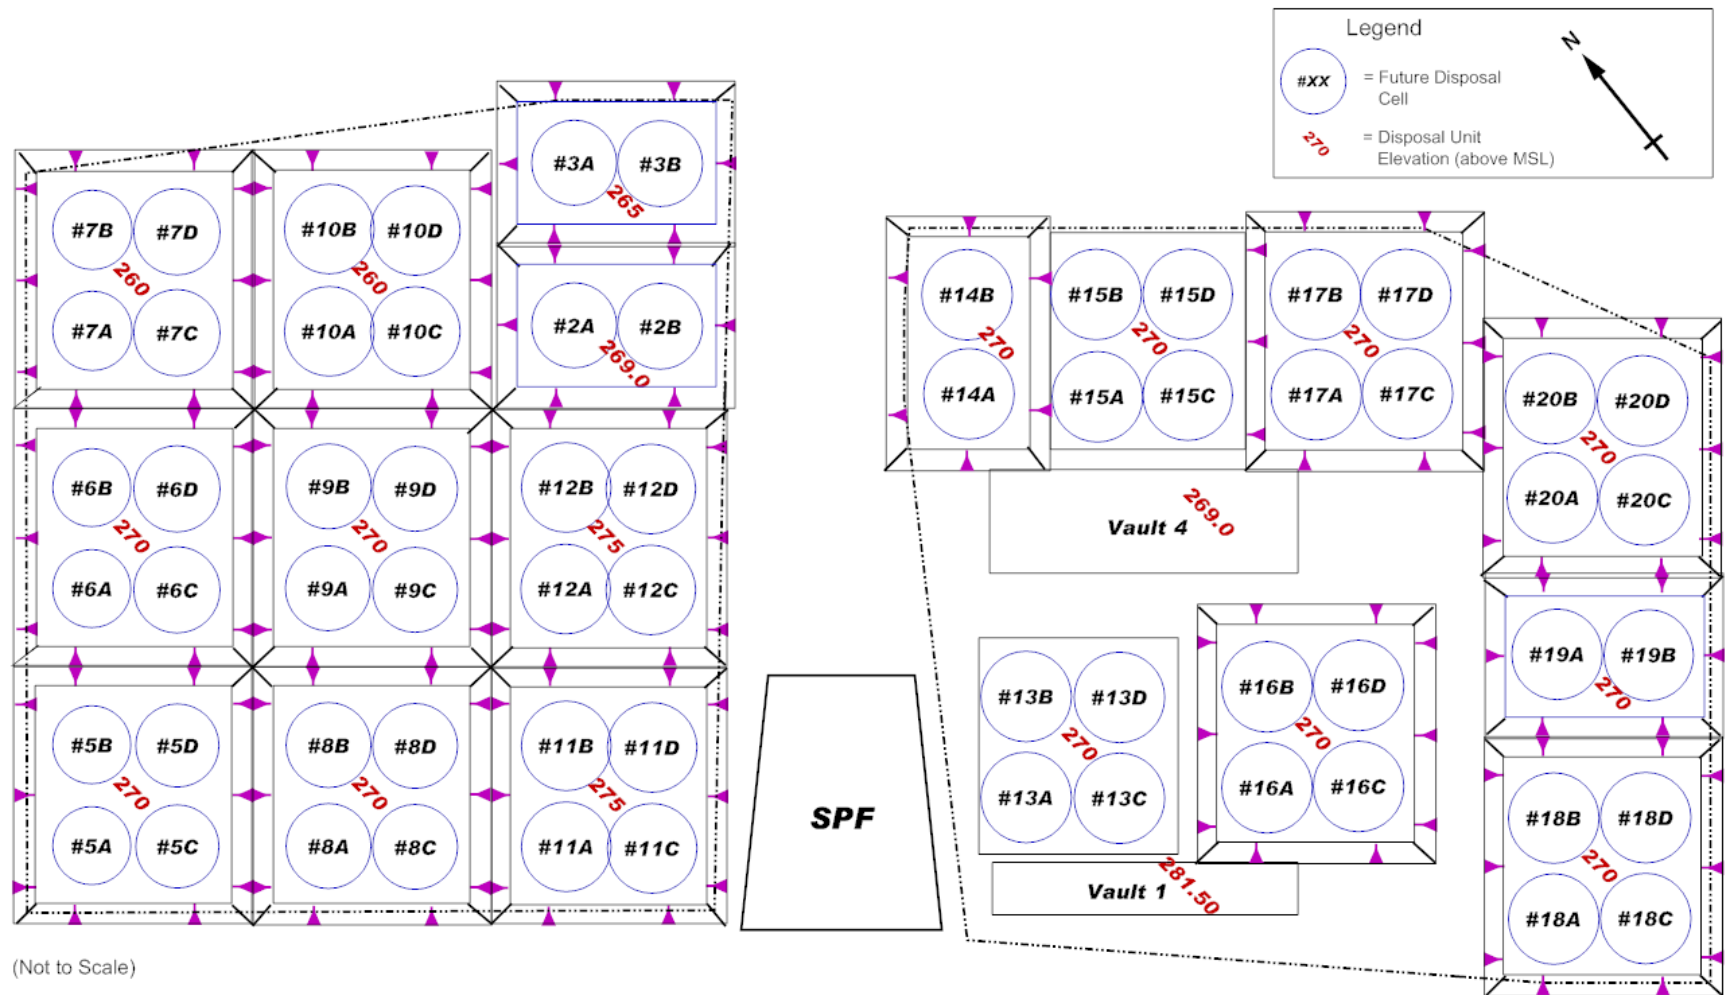 Legend
N
#XX
= Future Disposal
Cell
270
= Disposal Unit
Elevation (above MSL)
#3A #3B
265
#2A #2B
269.0
#7B #7D
260
#7A #7C
#10B #10D
260
#10A #10C
#6B #6D
270
#6A #6C
#9B #9D
270
#9A #9C
#12B #12D
275
#12A #12C
#5B #5D
270
#5A #5C
#8B #8D
270
#8A #8C
#11B #11D
275
#11A #11C
SPF
#14B
270
#14A
#15B #15D
270
#15A #15C
#17B #17D
270
#17A #17C
#20B #20D
270
#20A #20C
Vault 4
269.0
#13B #13D
270
#13A #13C
#16B #16D
270
#16A #16C
#19A #19B
270
Vault 1
281.50
#18B #18D
270
#18A #18C
(Not to Scale)